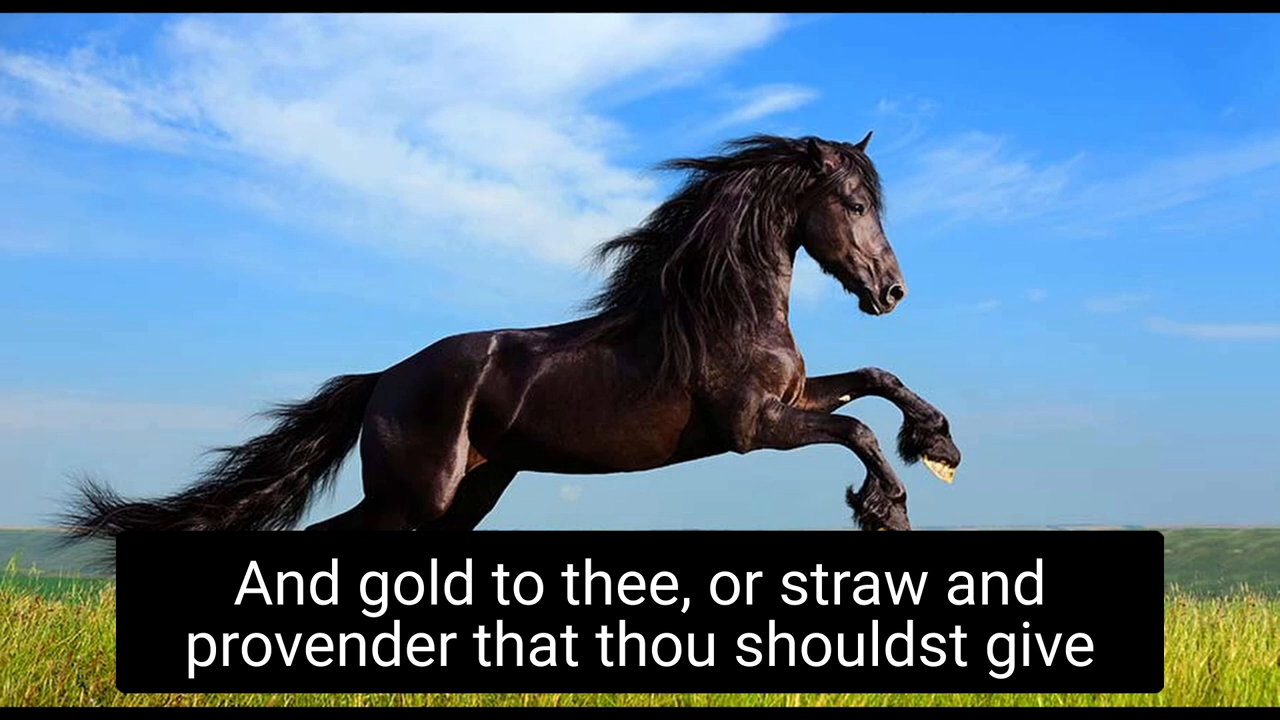 And gold to thee, or straw and
provender that thou shouldst give